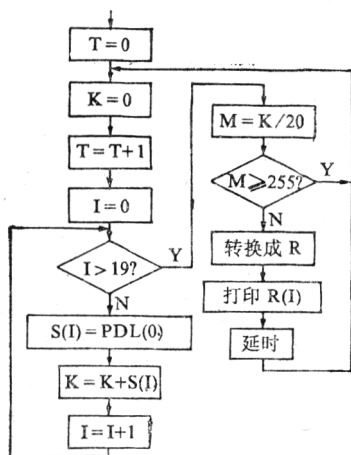 T=0
K=0
T=T+1
I=0
I>19?
Y
N
S(I)=PDL(0)
K=K+S(I)
I=I+1
M=K/20
M⩾255?
Y
N
转换成 R
打印 R(I)
延时